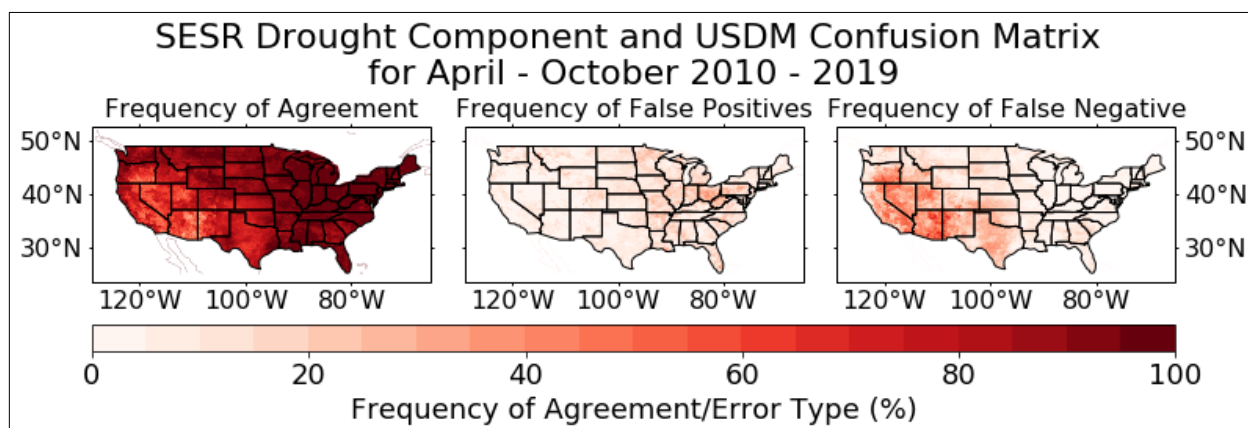 SESR Drought Component and USDM Confusion Matrix
for April - October 2010 - 2019
Frequency of Agreement
Frequency of False Positives
Frequency of False Negative
50°N
40°N
30°N
50°N
40°N
30°N
120°W 100°W 80°W
120°W 100°W 80°W
120°W 100°W 80°W
0 20 40 60 80 100
Frequency of Agreement/Error Type (%)